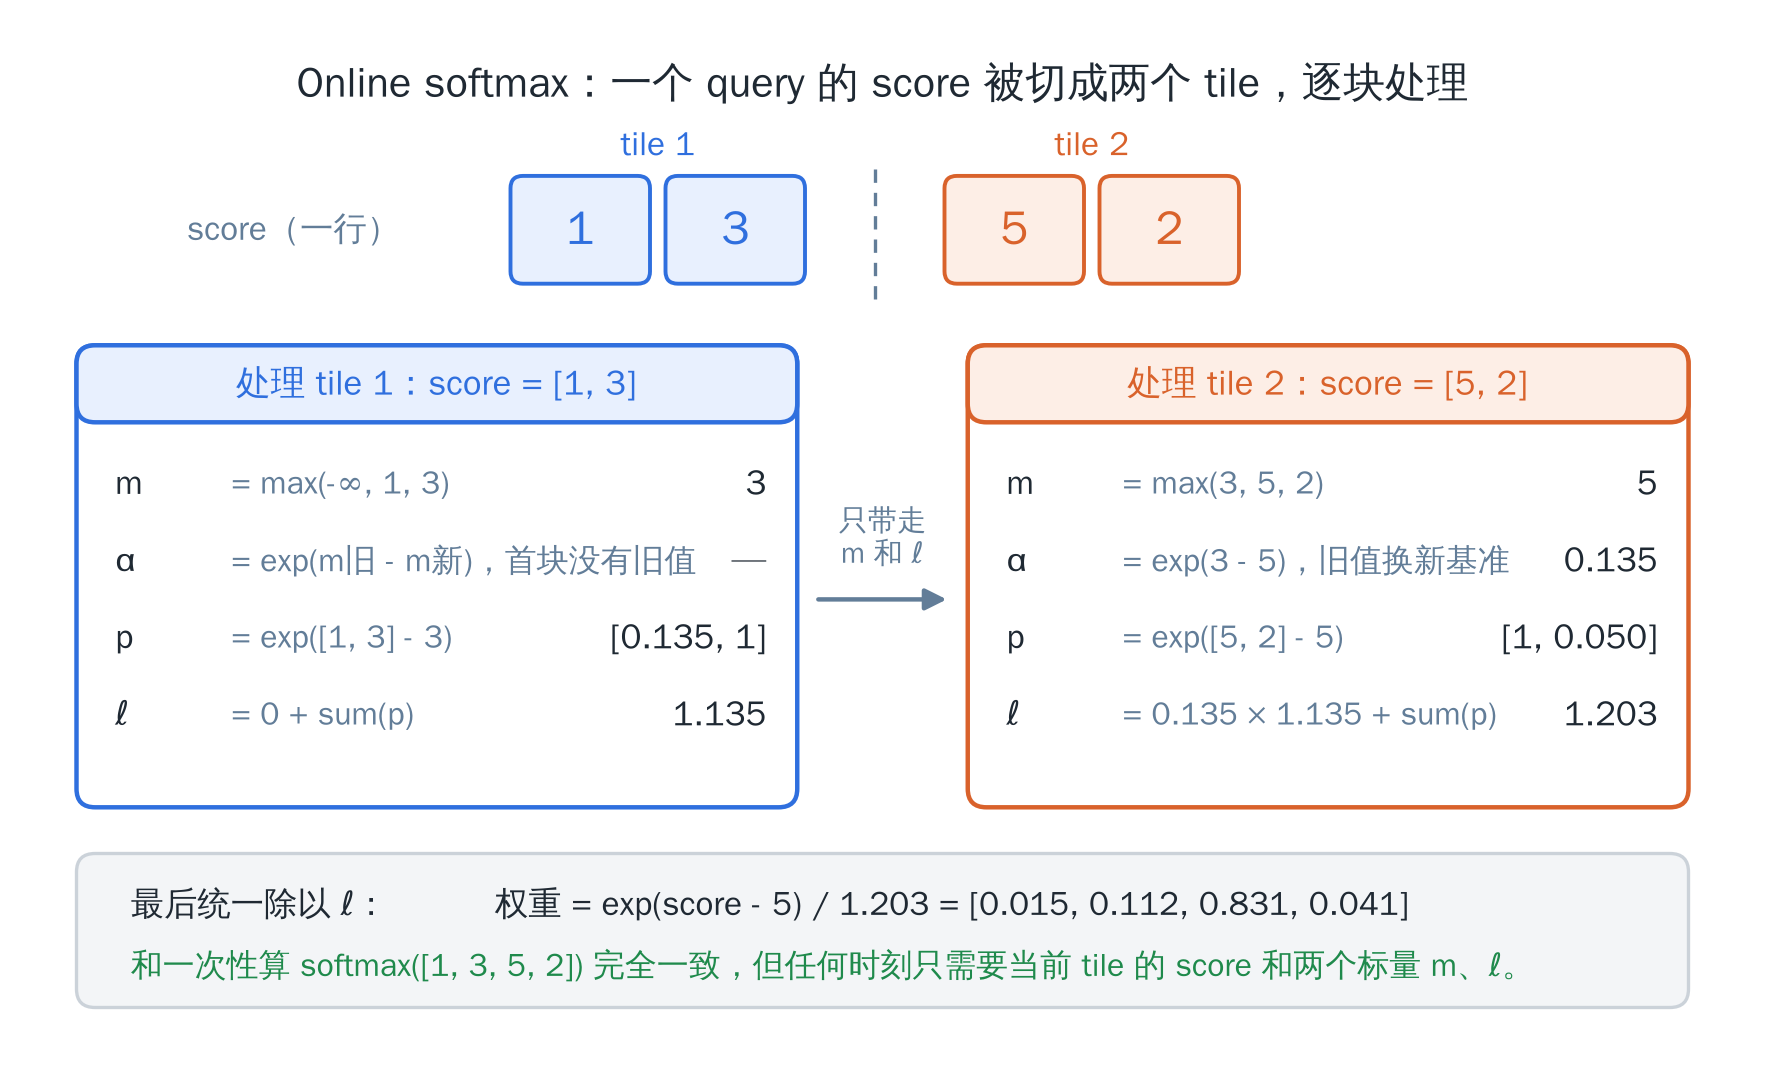 Online softmax：一个 query 的 score 被切成两个 tile，逐块处理
tile 1
tile 2
score（一行）
1
3
5
2
处理 tile 1：score = [1, 3]
m = max(-∞, 1, 3) 3
α = exp(m旧 - m新)，首块没有旧值 —
p = exp([1, 3] - 3) [0.135, 1]
ℓ = 0 + sum(p) 1.135
只带走
m 和 ℓ
处理 tile 2：score = [5, 2]
m = max(3, 5, 2) 5
α = exp(3 - 5)，旧值换新基准 0.135
p = exp([5, 2] - 5) [1, 0.050]
ℓ = 0.135 × 1.135 + sum(p) 1.203
最后统一除以 ℓ： 权重 = exp(score - 5) / 1.203 = [0.015, 0.112, 0.831, 0.041]
和一次性算 softmax([1, 3, 5, 2]) 完全一致，但任何时刻只需要当前 tile 的 score 和两个标量 m、ℓ。